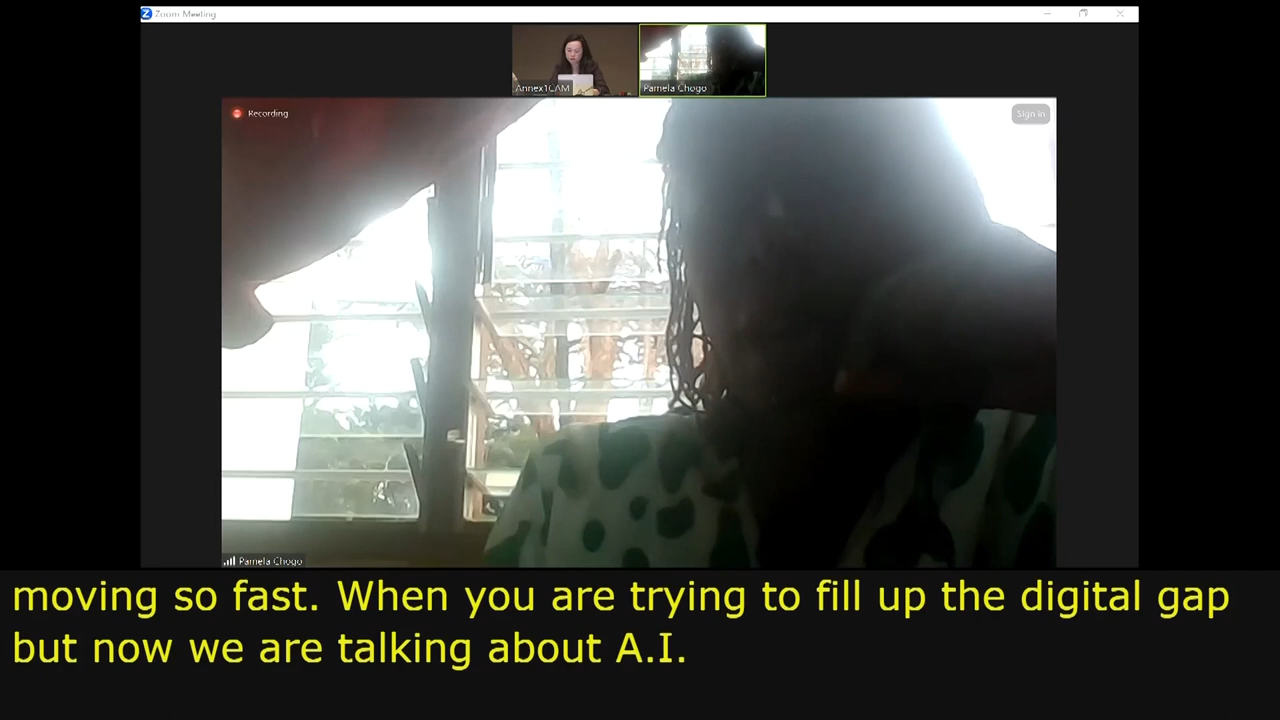 Zoom Meeting
Annex1CAM
Pamela Chogo
Recording
Sign in
Pamela Chogo
moving so fast. When you are trying to fill up the digital gap
but now we are talking about A.I.